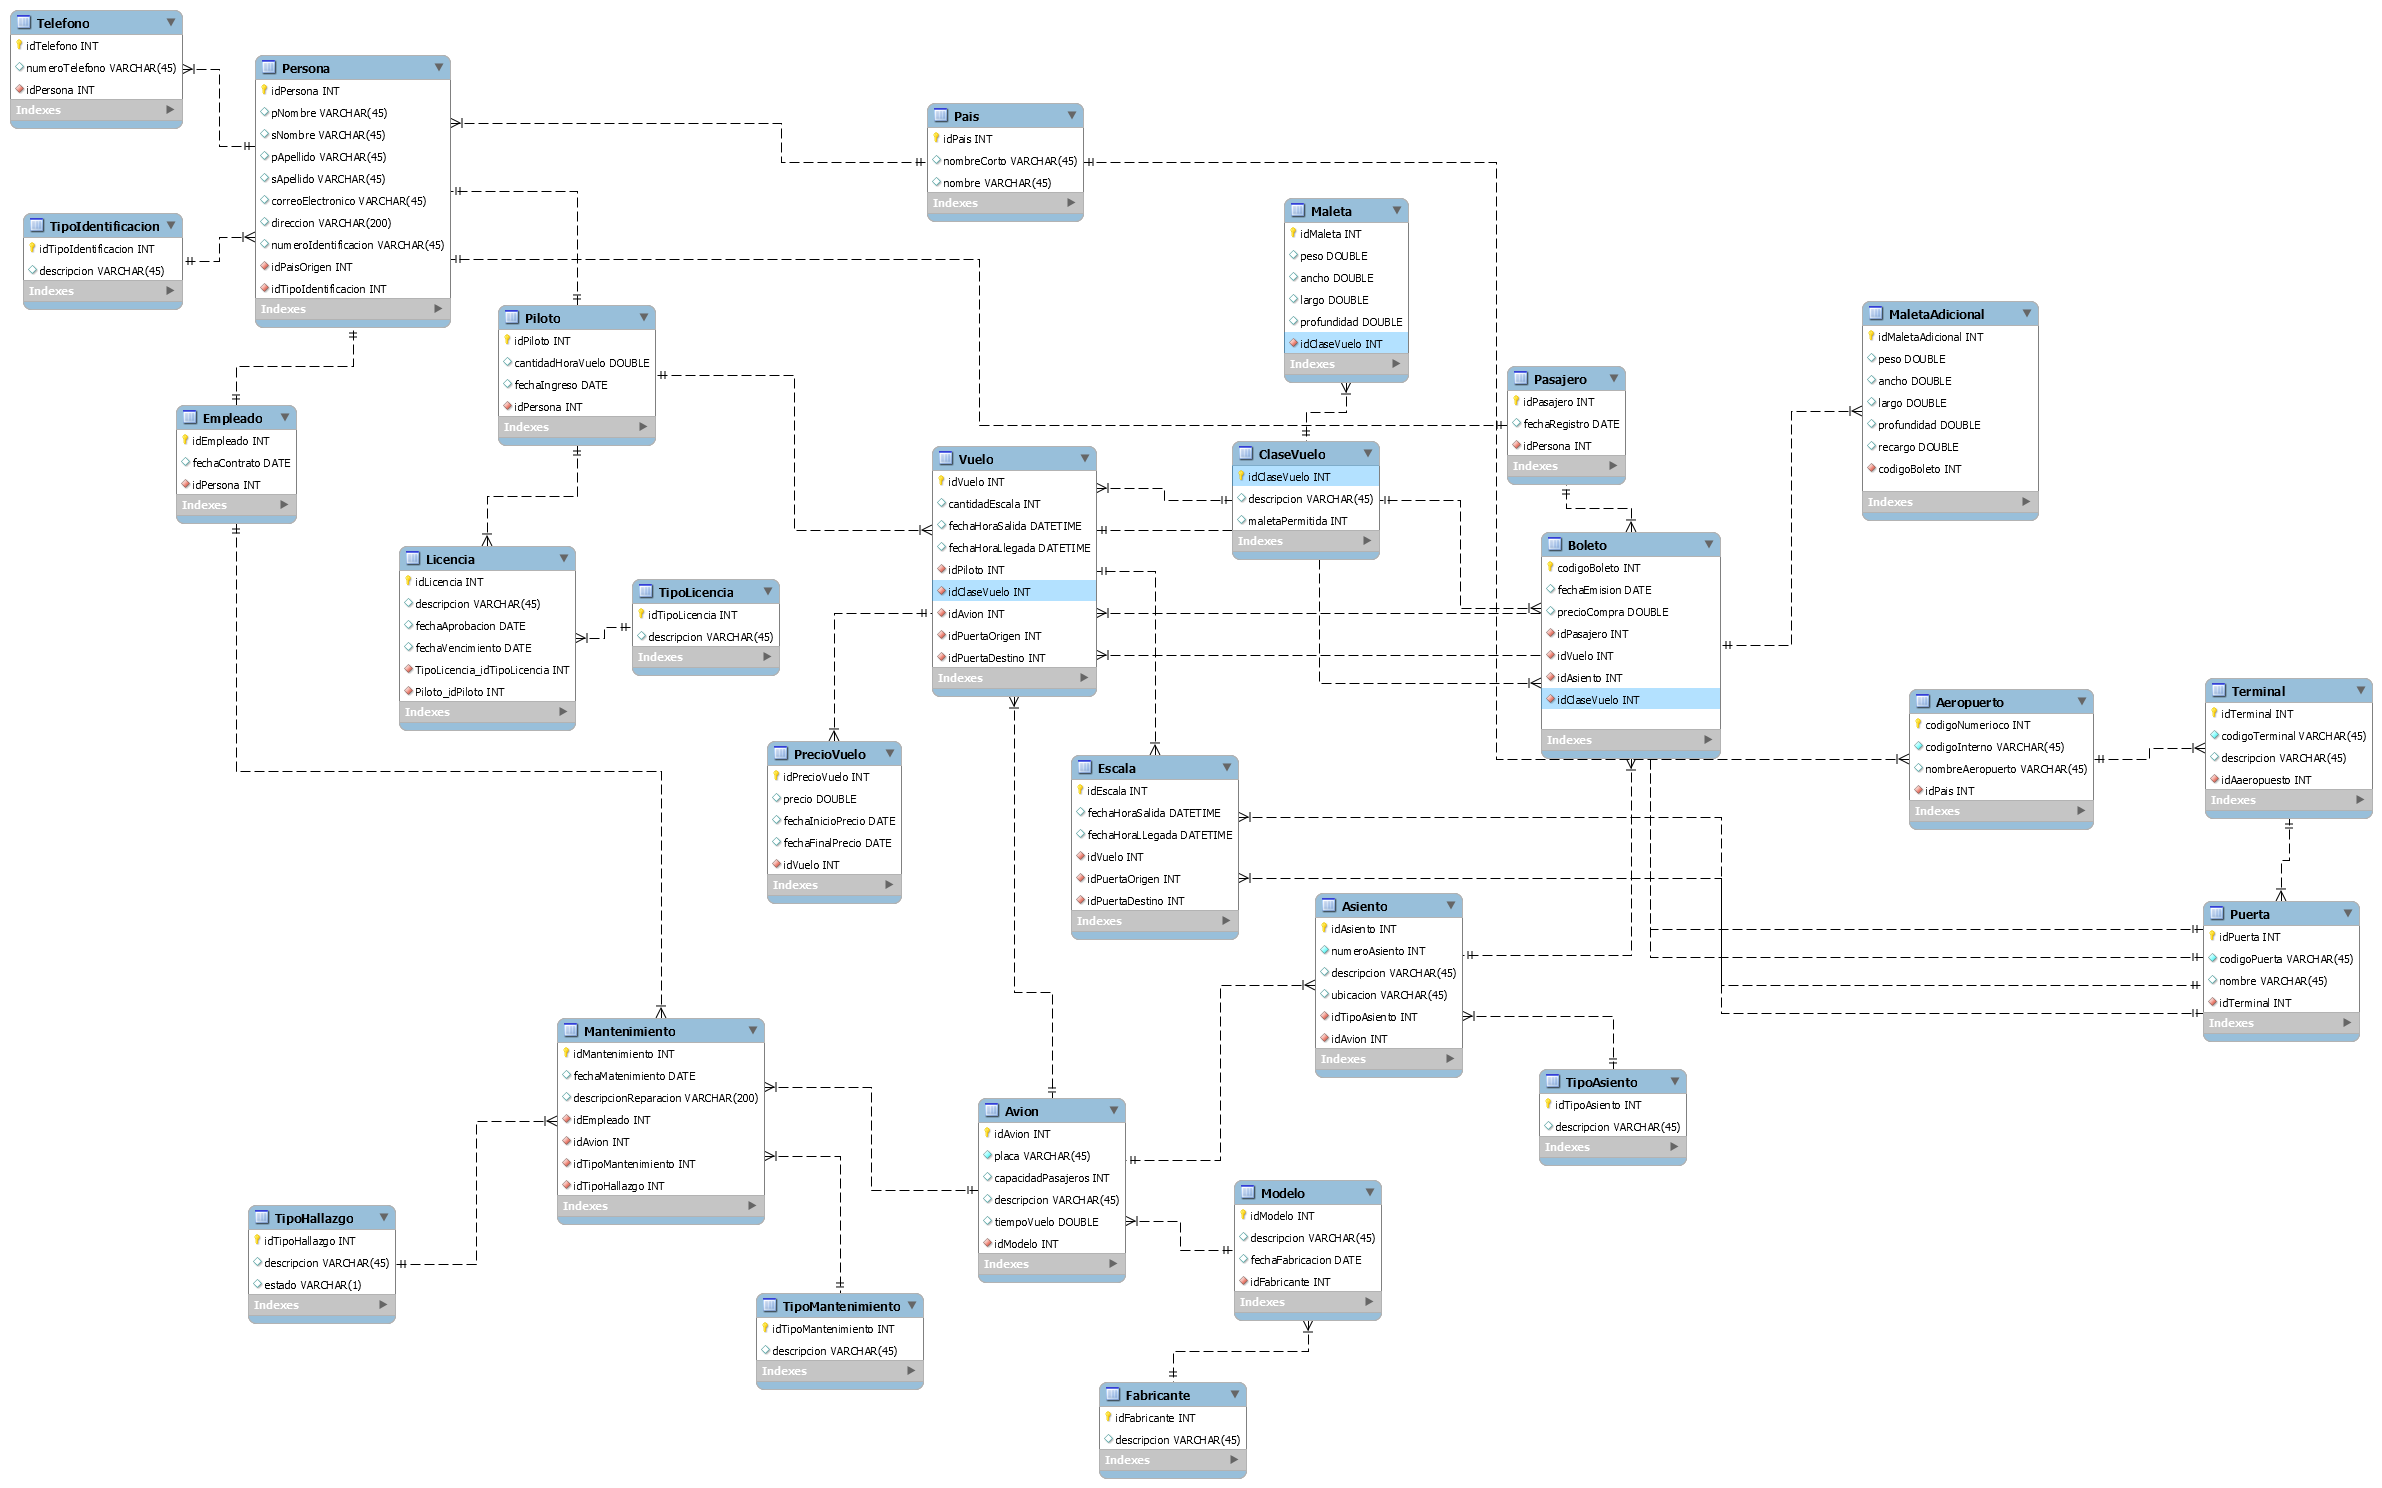 Telefono
idTelefono INT
numeroTelefono VARCHAR(45)
idPersona INT
Indexes
Persona
idPersona INT
pNombre VARCHAR(45)
sNombre VARCHAR(45)
pApellido VARCHAR(45)
sApellido VARCHAR(45)
correoElectronico VARCHAR(45)
direccion VARCHAR(200)
numeroIdentificacion VARCHAR(45)
idPaisOrigen INT
idTipoIdentificacion INT
Indexes
TipoIdentificacion
idTipoIdentificacion INT
descripcion VARCHAR(45)
Indexes
Pais
idPais INT
nombreCorto VARCHAR(45)
nombre VARCHAR(45)
Indexes
Maleta
idMaleta INT
peso DOUBLE
ancho DOUBLE
largo DOUBLE
profundidad DOUBLE
idClaseVuelo INT
Indexes
Piloto
idPiloto INT
cantidadHoraVuelo DOUBLE
fechaIngreso DATE
idPersona INT
Indexes
MaletaAdicional
idMaletaAdicional INT
peso DOUBLE
ancho DOUBLE
largo DOUBLE
profundidad DOUBLE
recargo DOUBLE
codigoBoleto INT
Indexes
Pasajero
idPasajero INT
fechaRegistro DATE
idPersona INT
Indexes
Empleado
idEmpleado INT
fechaContrato DATE
idPersona INT
Indexes
Vuelo
idVuelo INT
cantidadEscala INT
fechaHoraSalida DATETIME
fechaHoraLlegada DATETIME
idPiloto INT
idClaseVuelo INT
idAvion INT
idPuertaOrigen INT
idPuertaDestino INT
Indexes
ClaseVuelo
idClaseVuelo INT
descripcion VARCHAR(45)
maletaPermitida INT
Indexes
Boleto
codigoBoleto INT
fechaEmision DATE
precioCompra DOUBLE
idPasajero INT
idVuelo INT
idAsiento INT
idClaseVuelo INT
Indexes
Licencia
idLicencia INT
descripcion VARCHAR(45)
fechaAprobacion DATE
fechaVencimiento DATE
TipoLicencia_idTipoLicencia INT
Piloto_idPiloto INT
Indexes
TipoLicencia
idTipoLicencia INT
descripcion VARCHAR(45)
Indexes
Aeropuerto
codigoNumerioco INT
codigoInterno VARCHAR(45)
nombreAeropuerto VARCHAR(45)
idPais INT
Indexes
Terminal
idTerminal INT
codigoTerminal VARCHAR(45)
descripcion VARCHAR(45)
idAaeropuesto INT
Indexes
PrecioVuelo
idPrecioVuelo INT
precio DOUBLE
fechaInicioPrecio DATE
fechaFinalPrecio DATE
idVuelo INT
Indexes
Escala
idEscala INT
fechaHoraSalida DATETIME
fechaHoraLLegada DATETIME
idVuelo INT
idPuertaOrigen INT
idPuertaDestino INT
Indexes
Asiento
idAsiento INT
numeroAsiento INT
descripcion VARCHAR(45)
ubicacion VARCHAR(45)
idTipoAsiento INT
idAvion INT
Indexes
Puerta
idPuerta INT
codigoPuerta VARCHAR(45)
nombre VARCHAR(45)
idTerminal INT
Indexes
Mantenimiento
idMantenimiento INT
fechaMatenimiento DATE
descripcionReparacion VARCHAR(200)
idEmpleado INT
idAvion INT
idTipoMantenimiento INT
idTipoHallazgo INT
Indexes
TipoAsiento
idTipoAsiento INT
descripcion VARCHAR(45)
Indexes
Avion
idAvion INT
placa VARCHAR(45)
capacidadPasajeros INT
descripcion VARCHAR(45)
tiempoVuelo DOUBLE
idModelo INT
Indexes
Modelo
idModelo INT
descripcion VARCHAR(45)
fechaFabricacion DATE
idFabricante INT
Indexes
TipoHallazgo
idTipoHallazgo INT
descripcion VARCHAR(45)
estado VARCHAR(1)
Indexes
TipoMantenimiento
idTipoMantenimiento INT
descripcion VARCHAR(45)
Indexes
Fabricante
idFabricante INT
descripcion VARCHAR(45)
Indexes